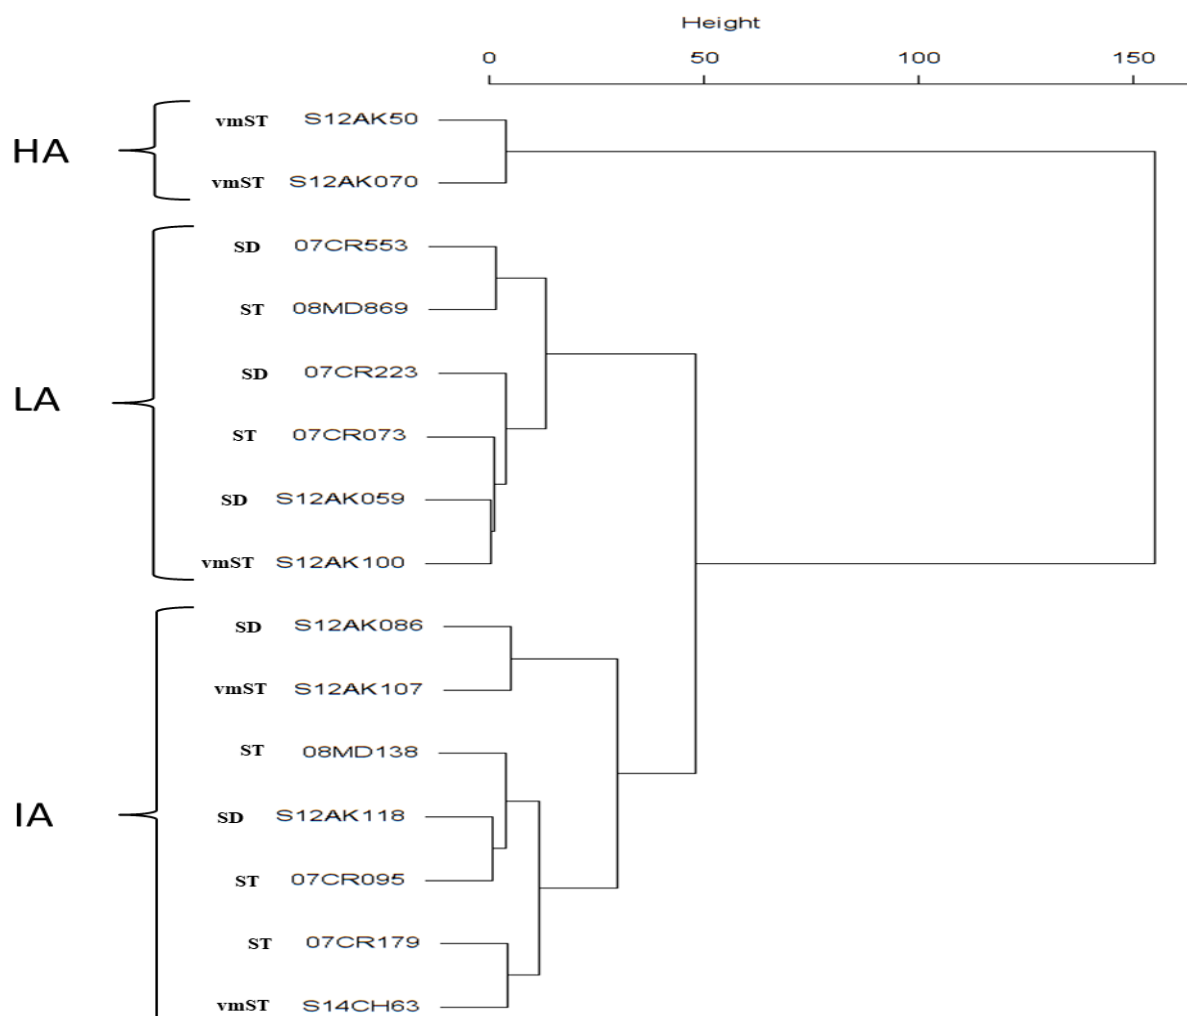 Height
0 50 100 150
HA
vmST S12AK50
vmST S12AK070
LA
SD 07CR553
ST 08MD869
SD 07CR223
ST 07CR073
SD S12AK059
vmST S12AK100
IA
SD S12AK086
vmST S12AK107
ST 08MD138
SD S12AK118
ST 07CR095
ST 07CR179
vmST S14CH63